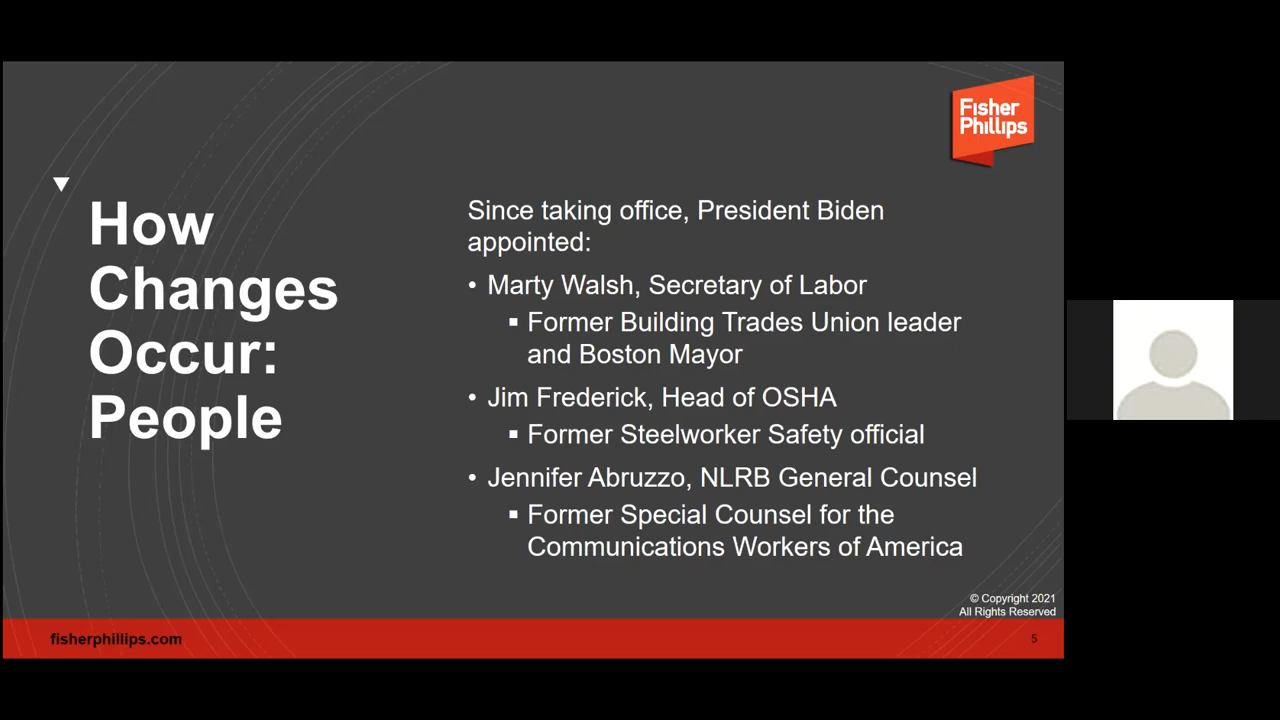 Fisher
Phillips
How
Changes
Occur:
People
Since taking office, President Biden
appointed:
• Marty Walsh, Secretary of Labor
▪ Former Building Trades Union leader
and Boston Mayor
• Jim Frederick, Head of OSHA
▪ Former Steelworker Safety official
• Jennifer Abruzzo, NLRB General Counsel
▪ Former Special Counsel for the
Communications Workers of America
© Copyright 2021
All Rights Reserved
fisherphillips.com
5